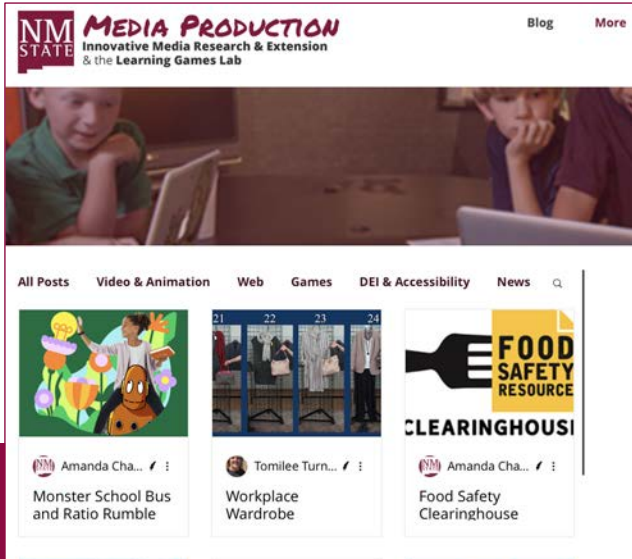 NM
STATE
MEDIA PRODUCTION
Innovative Media Research & Extension
& the Learning Games Lab
Blog More
All Posts Video & Animation Web Games DEI & Accessibility News
21 22 23 24
FOOD
SAFETY
RESOURCE
CLEARINGHOUSE
NM Amanda Cha...
Tomilee Turn...
NM Amanda Cha...
Monster School Bus
and Ratio Rumble
Workplace
Wardrobe
Food Safety
Clearinghouse